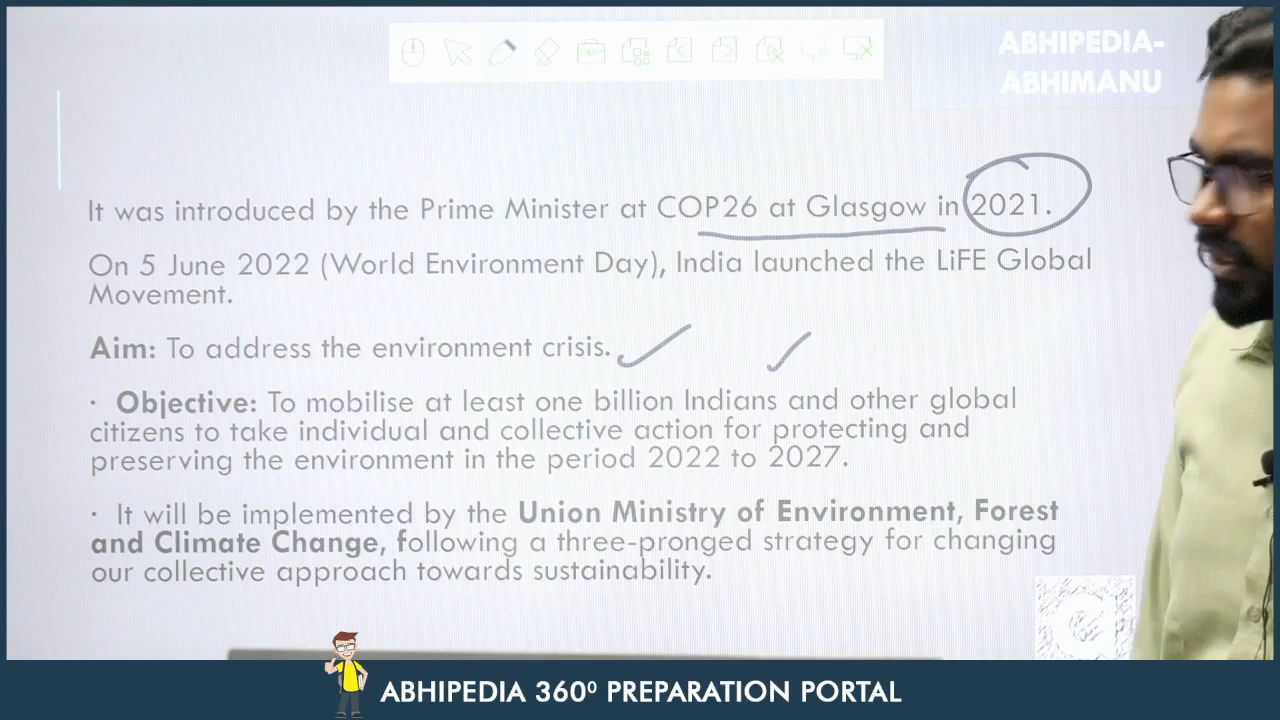 ABHIPEDIA-
ABHIMANU
It was introduced by the Prime Minister at COP26 at Glasgow in 2021.
On 5 June 2022 (World Environment Day), India launched the LiFE Global
Movement.
Aim: To address the environment crisis.
· Objective: To mobilise at least one billion Indians and other global
citizens to take individual and collective action for protecting and
preserving the environment in the period 2022 to 2027.
· It will be implemented by the Union Ministry of Environment, Forest
and Climate Change, following a three-pronged strategy for changing
our collective approach towards sustainability.
ABHIPEDIA 360⁰ PREPARATION PORTAL